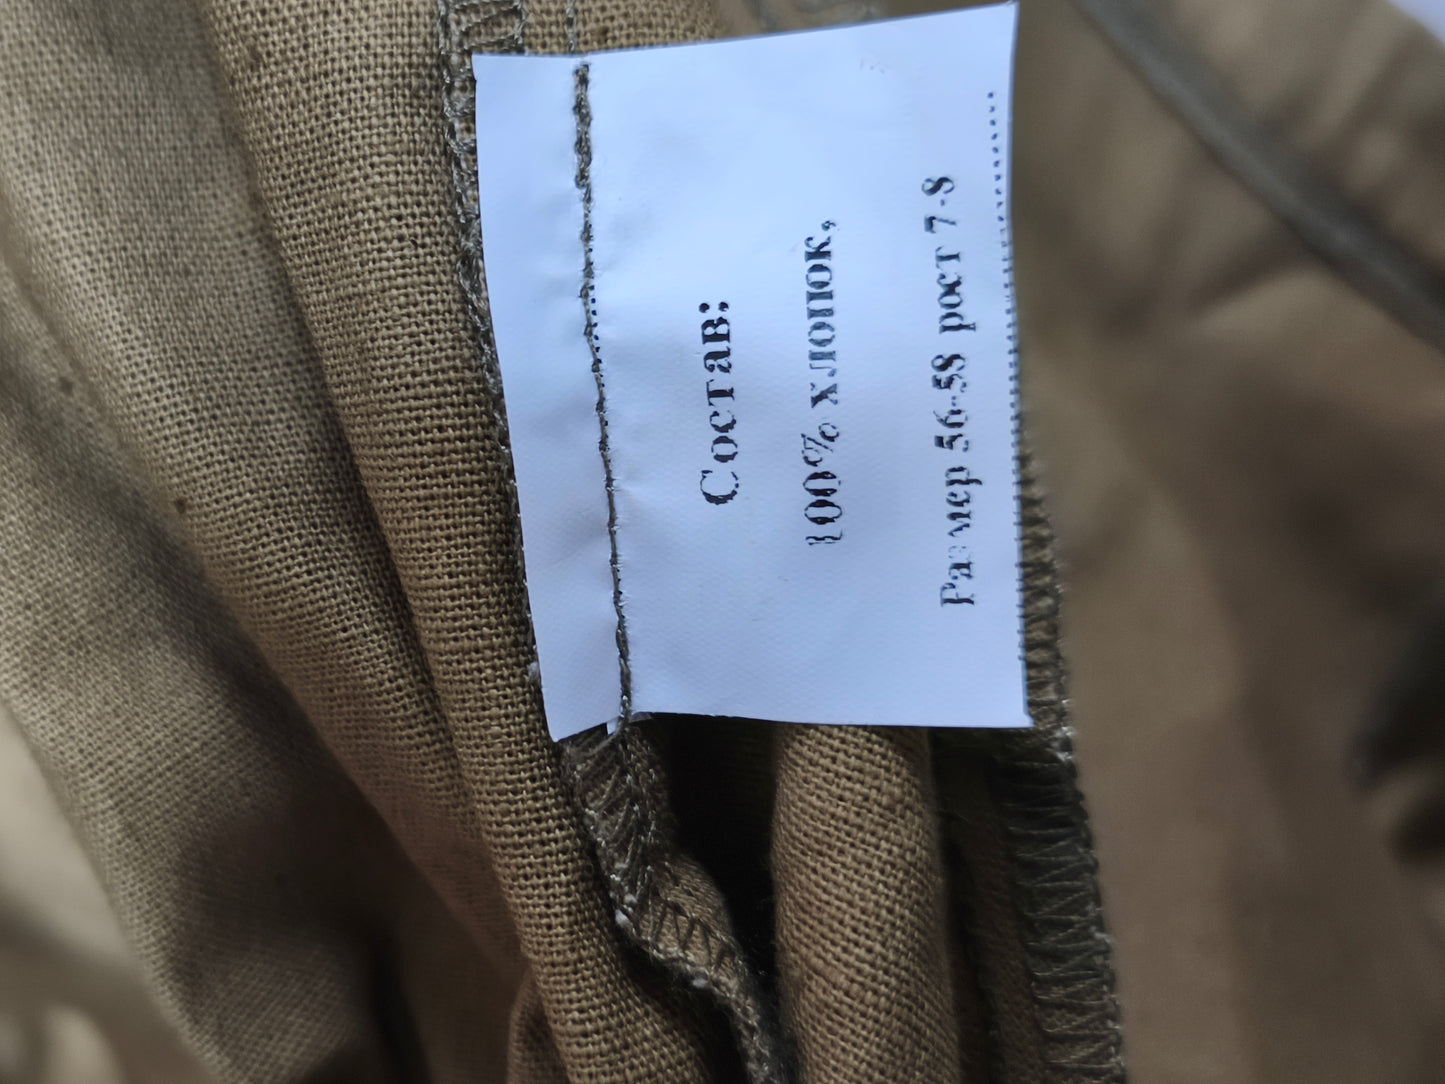 Состав:
100% хлопок,
Размер 56-58 рост 7-8